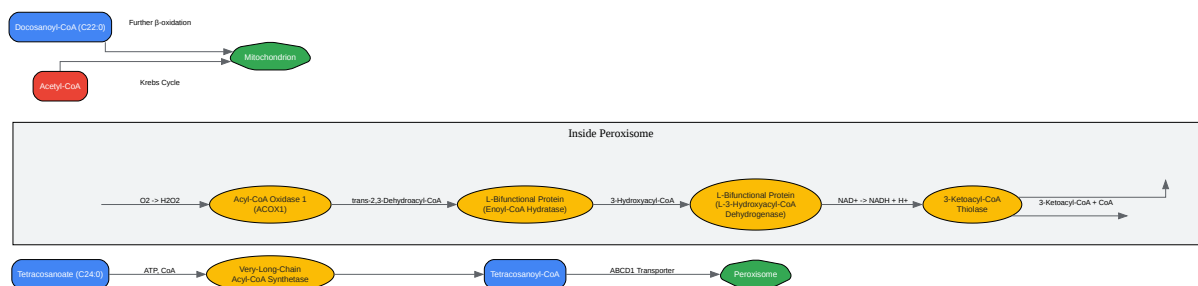 Further β-oxidation
Docosanoyl-CoA (C22:0)
Mitochondrion
Acetyl-CoA
Krebs Cycle
Inside Peroxisome
O2 -> H2O2
Acyl-CoA Oxidase 1
(ACOX1)
trans-2,3-Dehydroacyl-CoA
L-Bifunctional Protein
(Enoyl-CoA Hydratase)
3-Hydroxyacyl-CoA
L-Bifunctional Protein
(L-3-Hydroxyacyl-CoA
Dehydrogenase)
NAD+ -> NADH + H+
3-Ketoacyl-CoA
Thiolase
3-Ketoacyl-CoA + CoA
Tetracosanoate (C24:0)
ATP, CoA
Very-Long-Chain
Acyl-CoA Synthetase
Tetracosanoyl-CoA
ABCD1 Transporter
Peroxisome